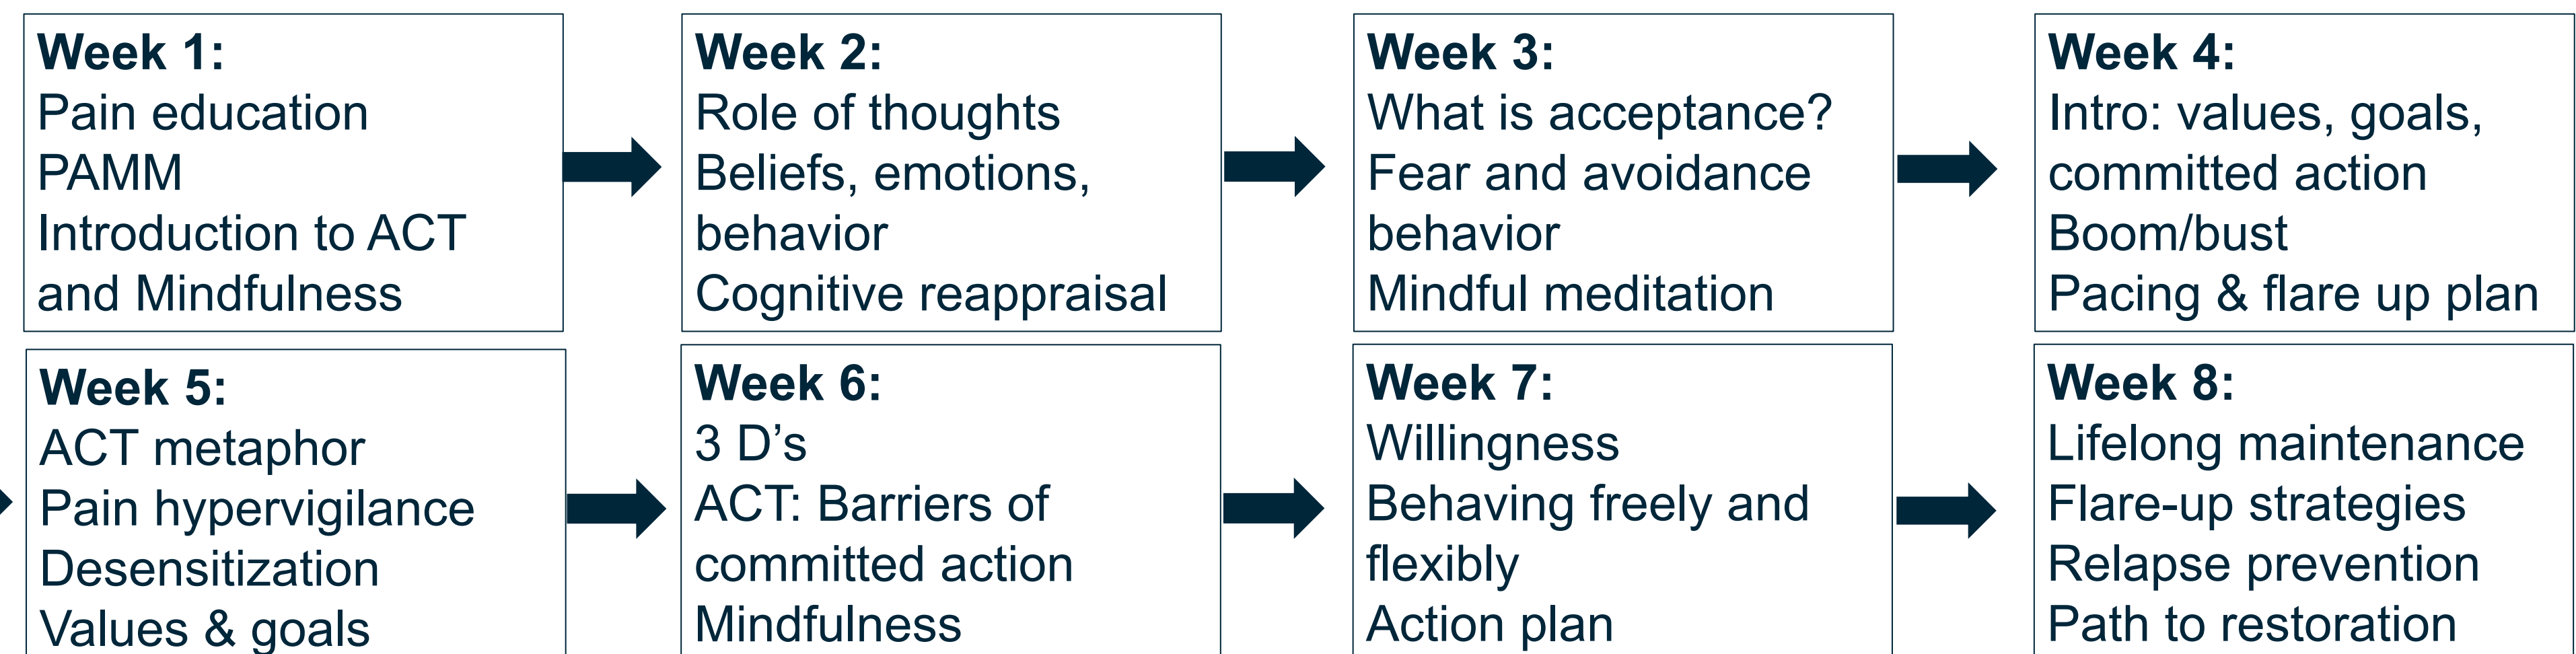 Week 1:
Pain education
PAMM
Introduction to ACT
and Mindfulness
Week 2:
Role of thoughts
Beliefs, emotions,
behavior
Cognitive reappraisal
Week 3:
What is acceptance?
Fear and avoidance
behavior
Mindful meditation
Week 4:
Intro: values, goals,
committed action
Boom/bust
Pacing & flare up plan
Week 5:
ACT metaphor
Pain hypervigilance
Desensitization
Values & goals
Week 6:
3 D’s
ACT: Barriers of
committed action
Mindfulness
Week 7:
Willingness
Behaving freely and
flexibly
Action plan
Week 8:
Lifelong maintenance
Flare-up strategies
Relapse prevention
Path to restoration